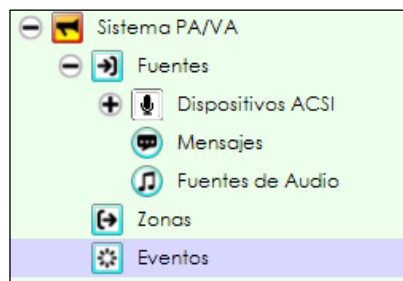 Sistema PA/VA
Fuentes
Dispositivos ACSI
Mensajes
Fuentes de Audio
Zonas
Eventos